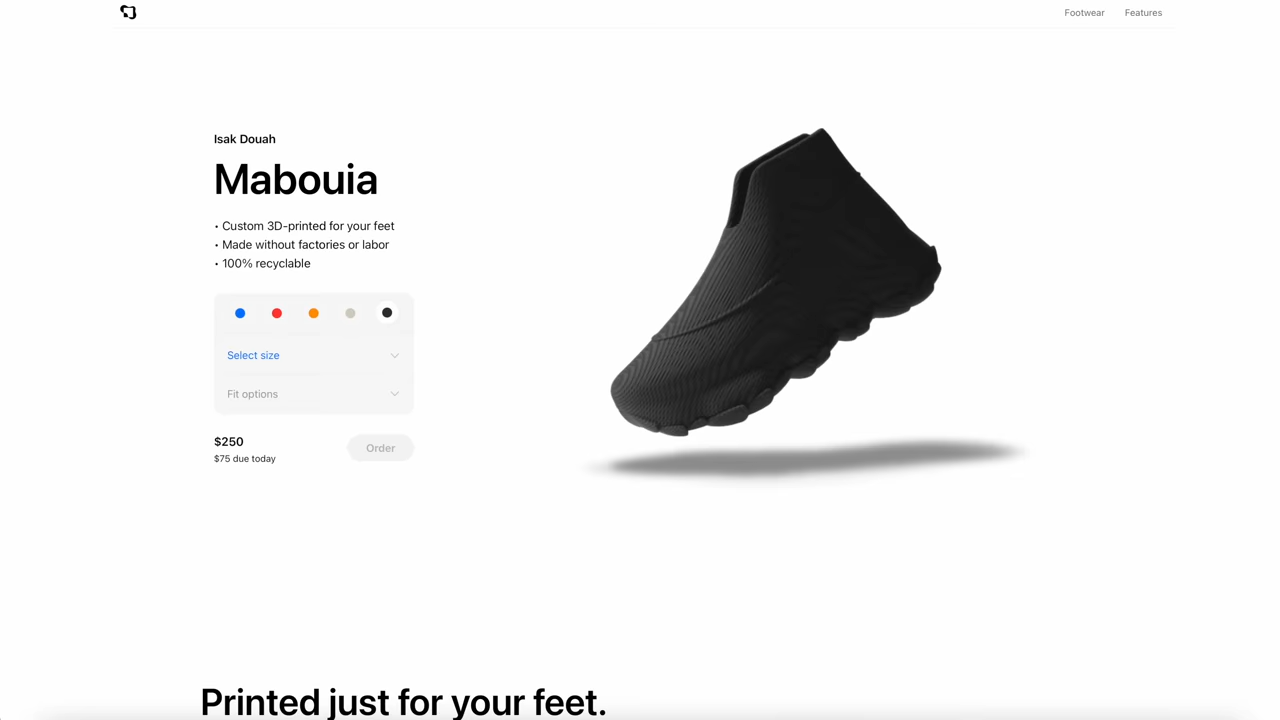 Footwear Features
Isak Douah
Mabouia
• Custom 3D-printed for your feet
• Made without factories or labor
• 100% recyclable
Select size
Fit options
$250
$75 due today
Order
Printed just for your feet.